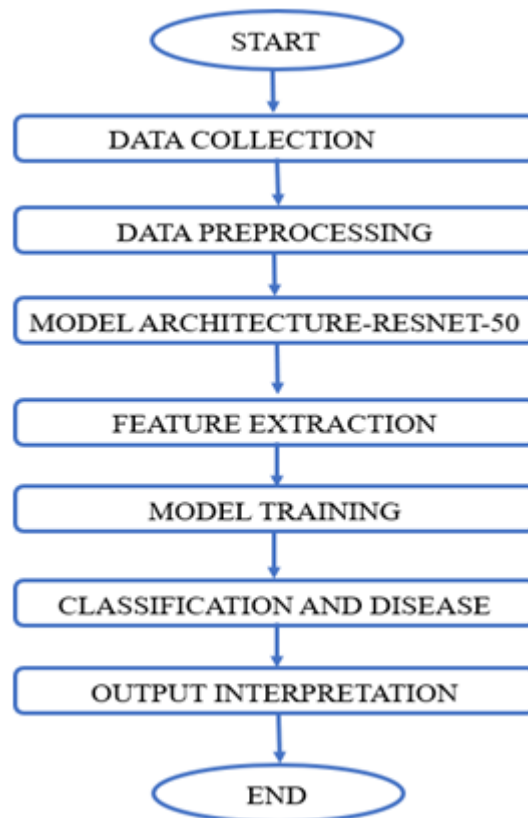 START
DATA COLLECTION
DATA PREPROCESSING
MODEL ARCHITECTURE-RESNET-50
FEATURE EXTRACTION
MODEL TRAINING
CLASSIFICATION AND DISEASE
OUTPUT INTERPRETATION
END